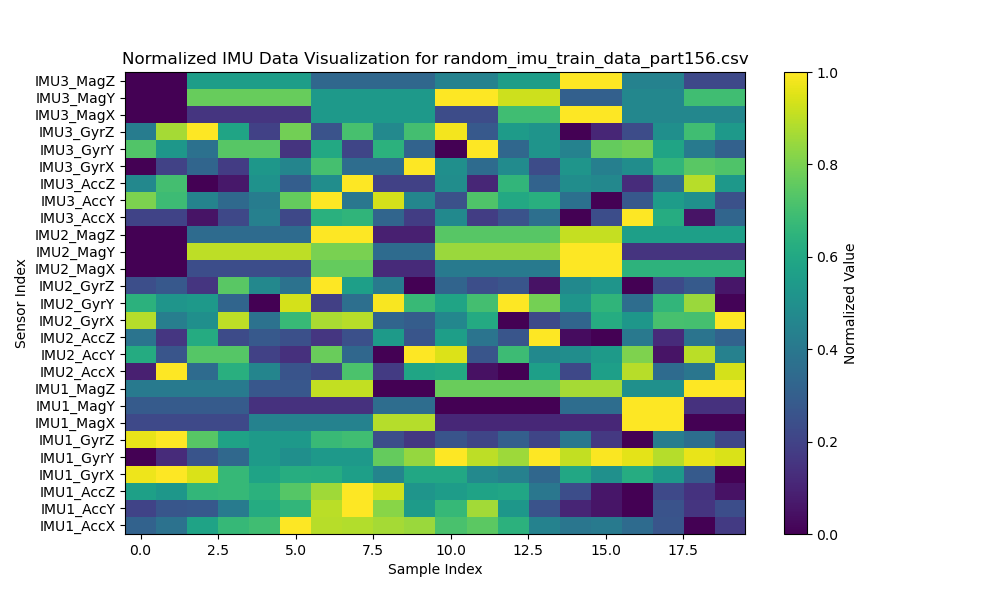 Normalized IMU Data Visualization for random_imu_train_data_part156.csv
IMU3_MagZ
IMU3_MagY
IMU3_MagX
IMU3_GyrZ
IMU3_GyrY
IMU3_GyrX
IMU3_AccZ
IMU3_AccY
IMU3_AccX
IMU2_MagZ
IMU2_MagY
IMU2_MagX
IMU2_GyrZ
IMU2_GyrY
IMU2_GyrX
IMU2_AccZ
IMU2_AccY
IMU2_AccX
IMU1_MagZ
IMU1_MagY
IMU1_MagX
IMU1_GyrZ
IMU1_GyrY
IMU1_GyrX
IMU1_AccZ
IMU1_AccY
IMU1_AccX
Sensor Index
0.0 2.5 5.0 7.5 10.0 12.5 15.0 17.5
Sample Index
1.0
0.8
0.6
0.4
0.2
0.0
Normalized Value